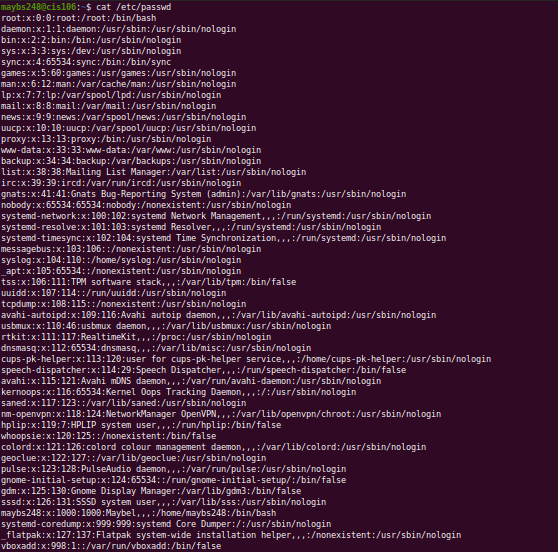 maybs248@cis106:~$ cat /etc/passwd
root:x:0:0:root:/root:/bin/bash
daemon:x:1:1:daemon:/usr/sbin:/usr/sbin/nologin
bin:x:2:2:bin:/bin:/usr/sbin/nologin
sys:x:3:3:sys:/dev:/usr/sbin/nologin
sync:x:4:65534:sync:/bin:/bin/sync
games:x:5:60:games:/usr/games:/usr/sbin/nologin
man:x:6:12:man:/var/cache/man:/usr/sbin/nologin
lp:x:7:7:lp:/var/spool/lpd:/usr/sbin/nologin
mail:x:8:8:mail:/var/mail:/usr/sbin/nologin
news:x:9:9:news:/var/spool/news:/usr/sbin/nologin
uucp:x:10:10:uucp:/var/spool/uucp:/usr/sbin/nologin
proxy:x:13:13:proxy:/bin:/usr/sbin/nologin
www-data:x:33:33:www-data:/var/www:/usr/sbin/nologin
backup:x:34:34:backup:/var/backups:/usr/sbin/nologin
list:x:38:38:Mailing List Manager:/var/list:/usr/sbin/nologin
irc:x:39:39:ircd:/var/run/ircd:/usr/sbin/nologin
gnats:x:41:41:Gnats Bug-Reporting System (admin):/var/lib/gnats:/usr/sbin/nologin
nobody:x:65534:65534:nobody:/nonexistent:/usr/sbin/nologin
systemd-network:x:100:102:systemd Network Management,,,:/run/systemd:/usr/sbin/nologin
systemd-resolve:x:101:103:systemd Resolver,,,:/run/systemd:/usr/sbin/nologin
systemd-timesync:x:102:104:systemd Time Synchronization,,,:/run/systemd:/usr/sbin/nologin
messagebus:x:103:106::/nonexistent:/usr/sbin/nologin
syslog:x:104:110::/home/syslog:/usr/sbin/nologin
_apt:x:105:65534::/nonexistent:/usr/sbin/nologin
tss:x:106:111:TPM software stack,,,:/var/lib/tpm:/bin/false
uuidd:x:107:114::/run/uuidd:/usr/sbin/nologin
tcpdump:x:108:115::/nonexistent:/usr/sbin/nologin
avahi-autoipd:x:109:116:Avahi autoip daemon,,,:/var/lib/avahi-autoipd:/usr/sbin/nologin
usbmux:x:110:46:usbmux daemon,,,:/var/lib/usbmux:/usr/sbin/nologin
rtkit:x:111:117:RealtimeKit,,,:/proc:/usr/sbin/nologin
dnsmasq:x:112:65534:dnsmasq,,,:/var/lib/misc:/usr/sbin/nologin
cups-pk-helper:x:113:120:user for cups-pk-helper service,,,:/home/cups-pk-helper:/usr/sbin/nologin
speech-dispatcher:x:114:29:Speech Dispatcher,,,:/run/speech-dispatcher:/bin/false
avahi:x:115:121:Avahi mDNS daemon,,,:/var/run/avahi-daemon:/usr/sbin/nologin
kernoops:x:116:65534:Kernel Oops Tracking Daemon,,,:/:/usr/sbin/nologin
saned:x:117:123::/var/lib/saned:/usr/sbin/nologin
nm-openvpn:x:118:124:NetworkManager OpenVPN,,,:/var/lib/openvpn/chroot:/usr/sbin/nologin
hplip:x:119:7:HPLIP system user,,,:/run/hplip:/bin/false
whoopsie:x:120:125::/nonexistent:/bin/false
colord:x:121:126:colord colour management daemon,,,:/var/lib/colord:/usr/sbin/nologin
geoclue:x:122:127::/var/lib/geoclue:/usr/sbin/nologin
pulse:x:123:128:PulseAudio daemon,,,:/var/run/pulse:/usr/sbin/nologin
gnome-initial-setup:x:124:65534::/run/gnome-initial-setup/:/bin/false
gdm:x:125:130:Gnome Display Manager:/var/lib/gdm3:/bin/false
sssd:x:126:131:SSSD system user,,,:/var/lib/sss:/usr/sbin/nologin
maybs248:x:1000:1000:Maybel,,,:/home/maybs248:/bin/bash
systemd-coredump:x:999:999:systemd Core Dumper:/:/usr/sbin/nologin
_flatpak:x:127:137:Flatpak system-wide installation helper,,,:/nonexistent:/usr/sbin/nologin
vboxadd:x:998:1::/var/run/vboxadd:/bin/false